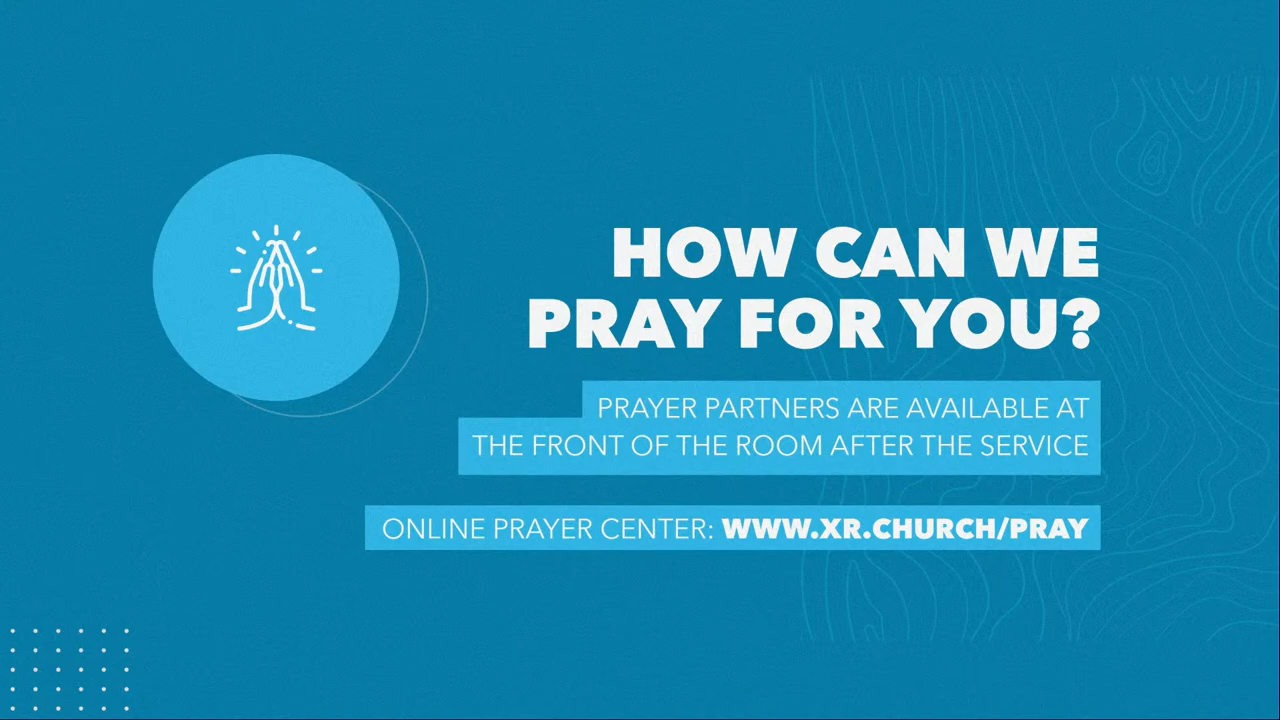 HOW CAN WE
PRAY FOR YOU?
PRAYER PARTNERS ARE AVAILABLE AT
THE FRONT OF THE ROOM AFTER THE SERVICE
ONLINE PRAYER CENTER: WWW.XR.CHURCH/PRAY